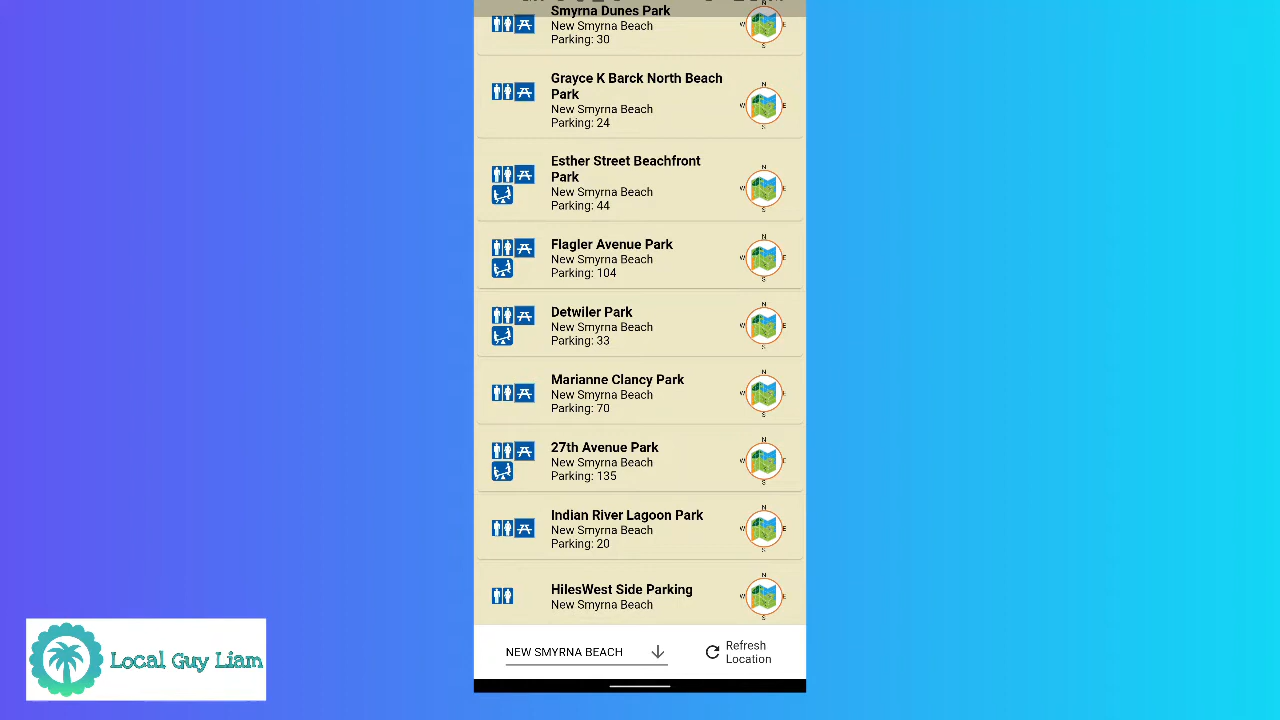 Smyrna Dunes Park
New Smyrna Beach
Parking: 30
Grayce K Barck North Beach
Park
New Smyrna Beach
Parking: 24
Esther Street Beachfront
Park
New Smyrna Beach
Parking: 44
Flagler Avenue Park
New Smyrna Beach
Parking: 104
Detwiler Park
New Smyrna Beach
Parking: 33
Marianne Clancy Park
New Smyrna Beach
Parking: 70
27th Avenue Park
New Smyrna Beach
Parking: 135
Indian River Lagoon Park
New Smyrna Beach
Parking: 20
HilesWest Side Parking
New Smyrna Beach
NEW SMYRNA BEACH
Refresh
Location
Local Guy Liam